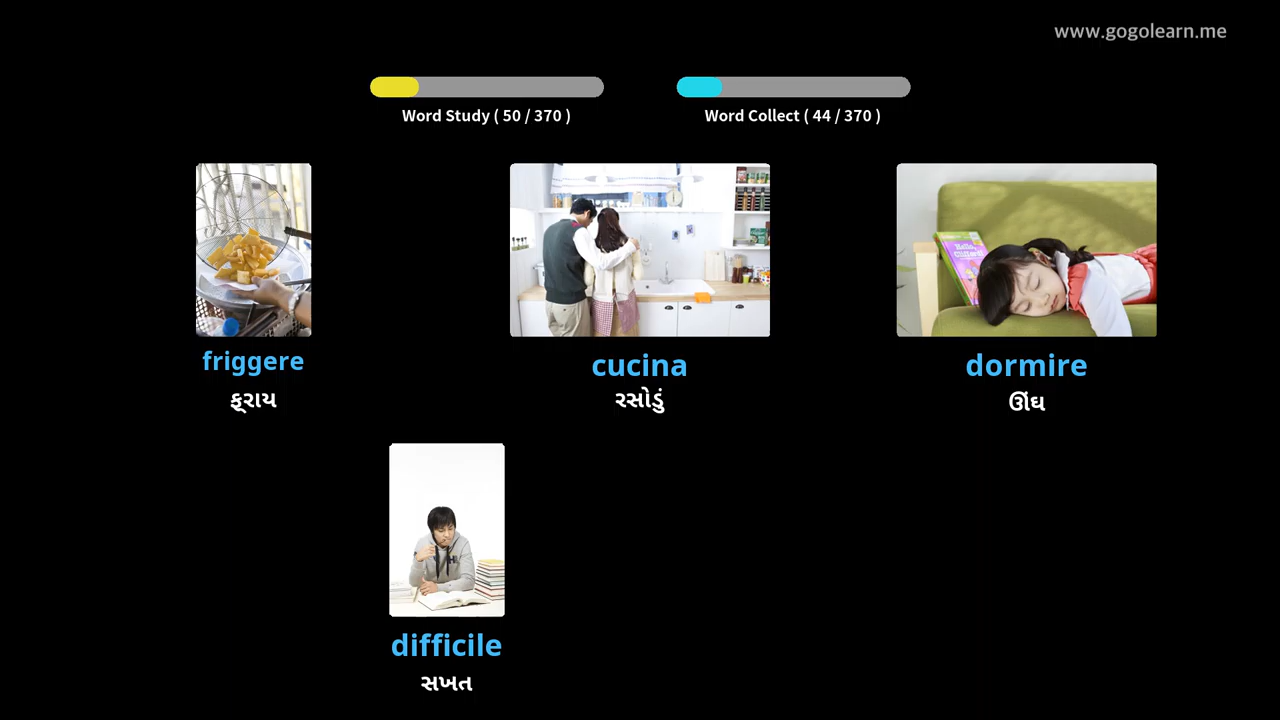 www.gogolearn.me
Word Study ( 50 / 370 )
Word Collect ( 44 / 370 )
friggere
ફ્રાય
cucina
રસોડું
dormire
ઊંઘ
difficile
સખત